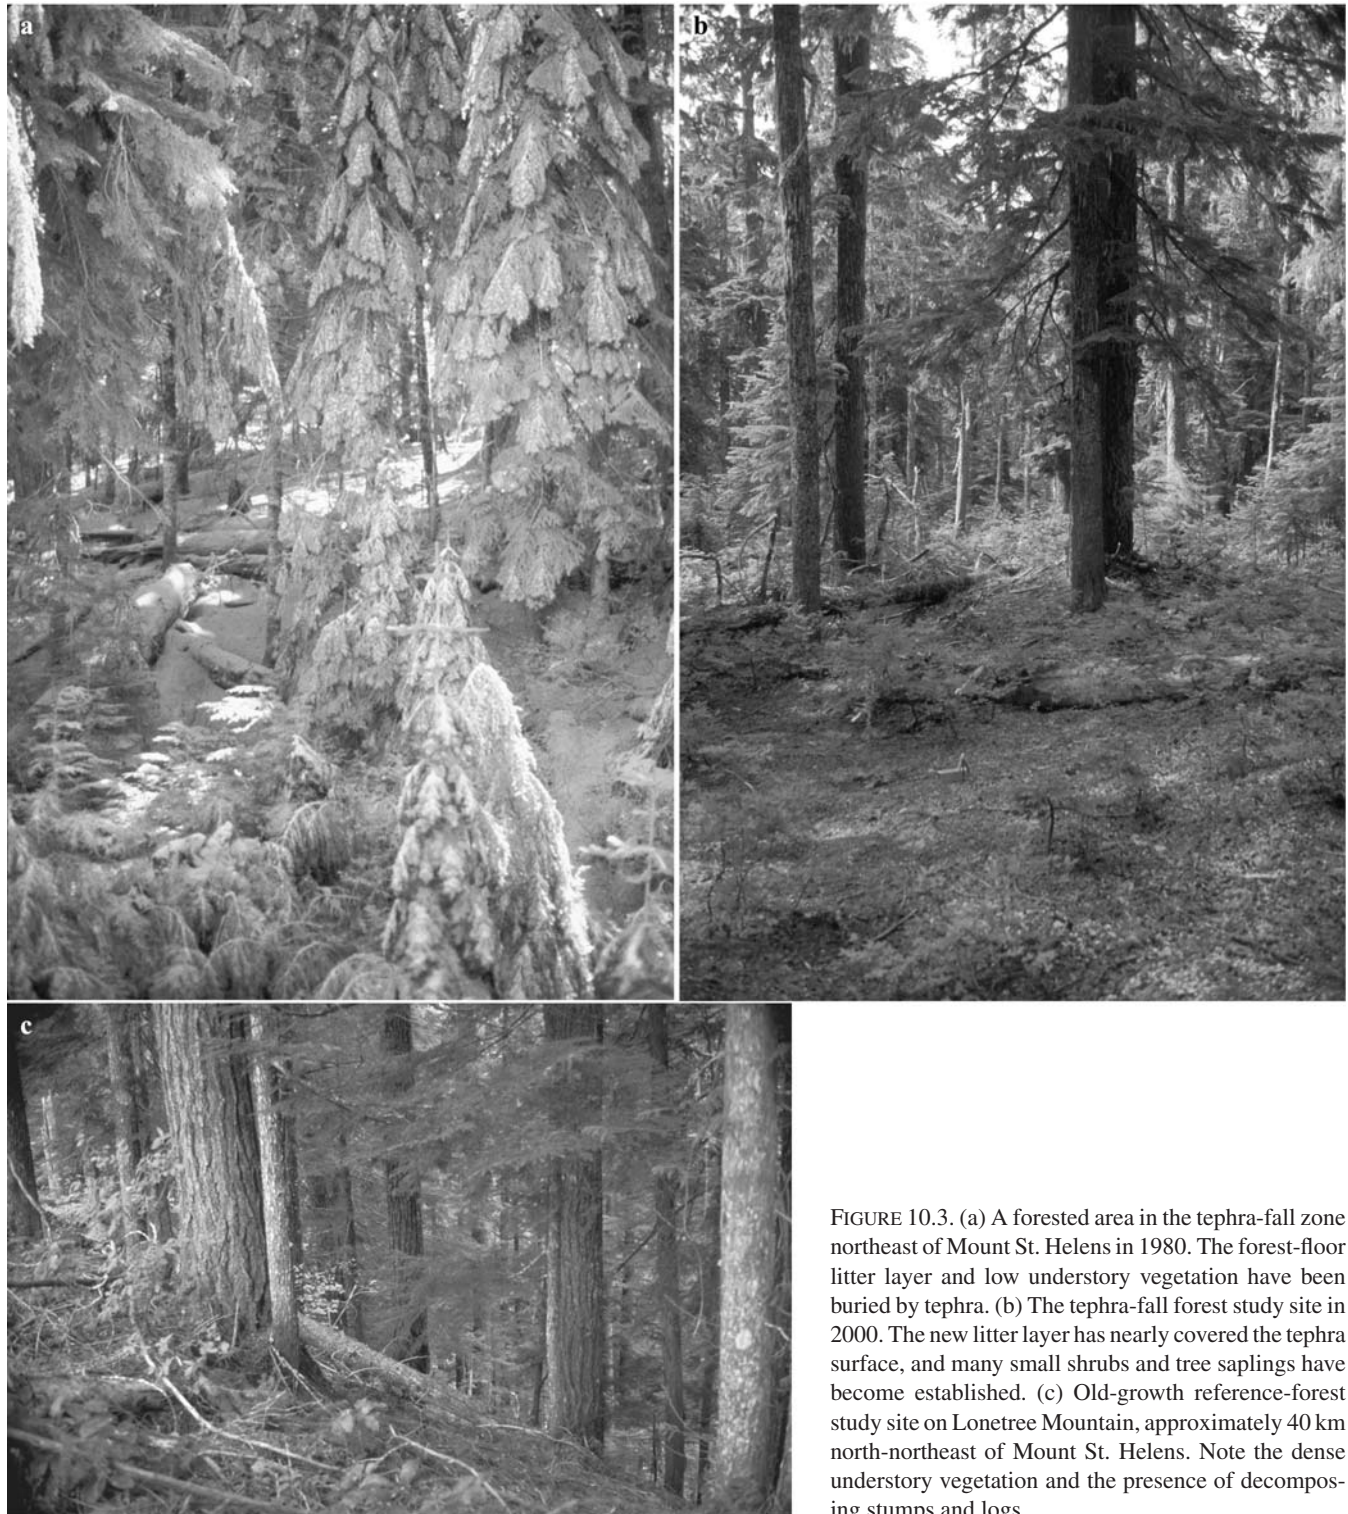 a
b
c
FIGURE 10.3. (a) A forested area in the tephra-fall zone
northeast of Mount St. Helens in 1980. The forest-floor
litter layer and low understory vegetation have been
buried by tephra. (b) The tephra-fall forest study site in
2000. The new litter layer has nearly covered the tephra
surface, and many small shrubs and tree saplings have
become established. (c) Old-growth reference-forest
study site on Lonetree Mountain, approximately 40 km
north-northeast of Mount St. Helens. Note the dense
understory vegetation and the presence of decompos-
ing stumps and logs.